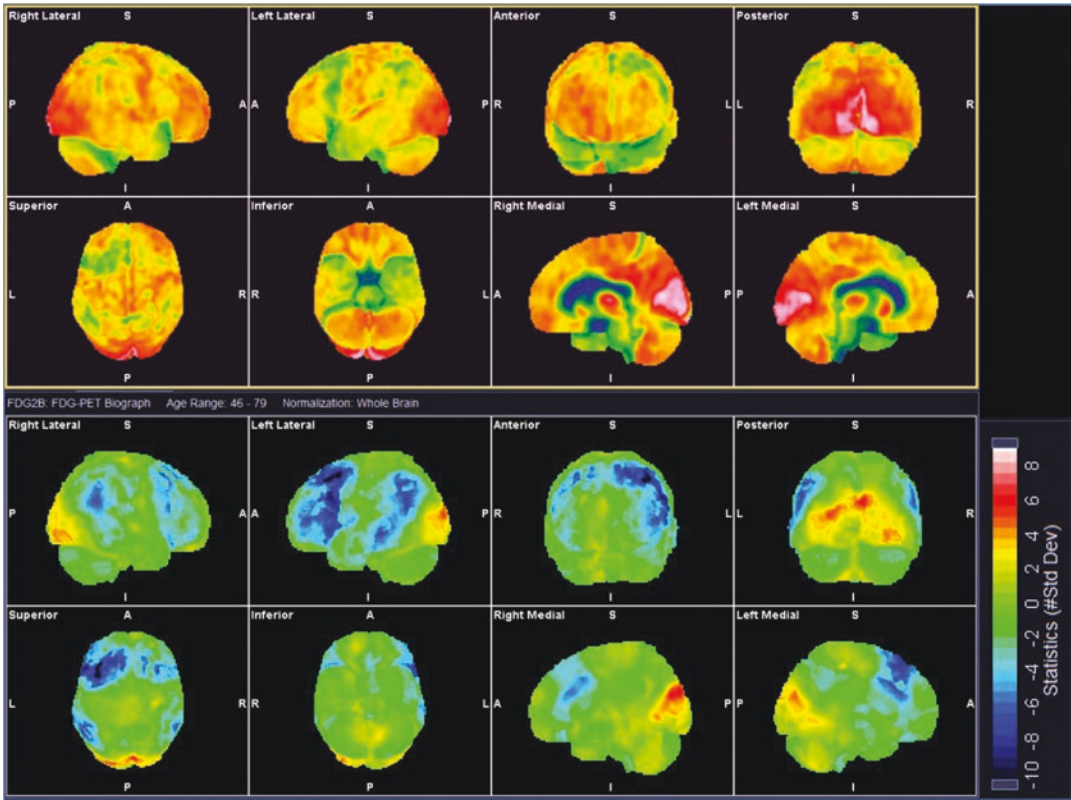 Right Lateral S Left Lateral S Anterior Posterior S
P A A P R L L R
I I I I
Superior A Inferior A Right Medial S Left Medial S
L R R L A P P A
P P I I
FDG2B: FDG-PET Biograph Age Range: 46 - 79 Normalization: Whole Brain
Right Lateral S Left Lateral S Anterior S Posterior S
P A A P R L L R
I I I I
Superior A Inferior A Right Medial S Left Medial S
L R R L A P P A
P P I I
8
6
4
2
0
-2
-4
-6
-8
-10
Statistics (#Std Dev)